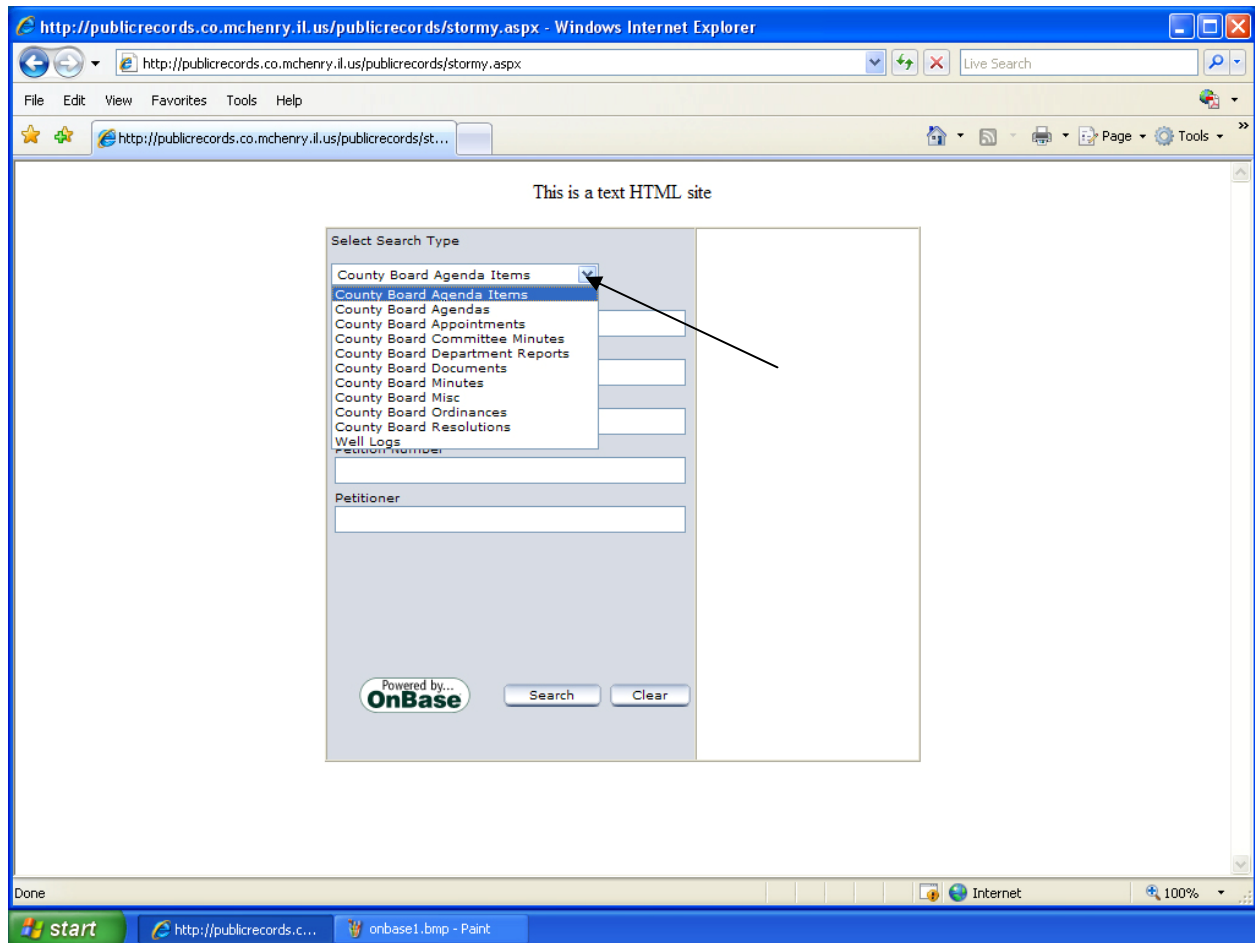 http://publicrecords.co.mchenry.il.us/publicrecords/stormy.aspx - Windows Internet Explorer
http://publicrecords.co.mchenry.il.us/publicrecords/stormy.aspx Live Search
File Edit View Favorites Tools Help
http://publicrecords.co.mchenry.il.us/publicrecords/st... Page Tools »
This is a text HTML site
Select Search Type
County Board Agenda Items
County Board Agenda Items
County Board Agendas
County Board Appointments
County Board Committee Minutes
County Board Department Reports
County Board Documents
County Board Minutes
County Board Misc
County Board Ordinances
County Board Resolutions
Well Logs
Petition Number
Petitioner
Powered by...
OnBase Search Clear
Done Internet 100%
start http://publicrecords.c... onbase1.bmp - Paint